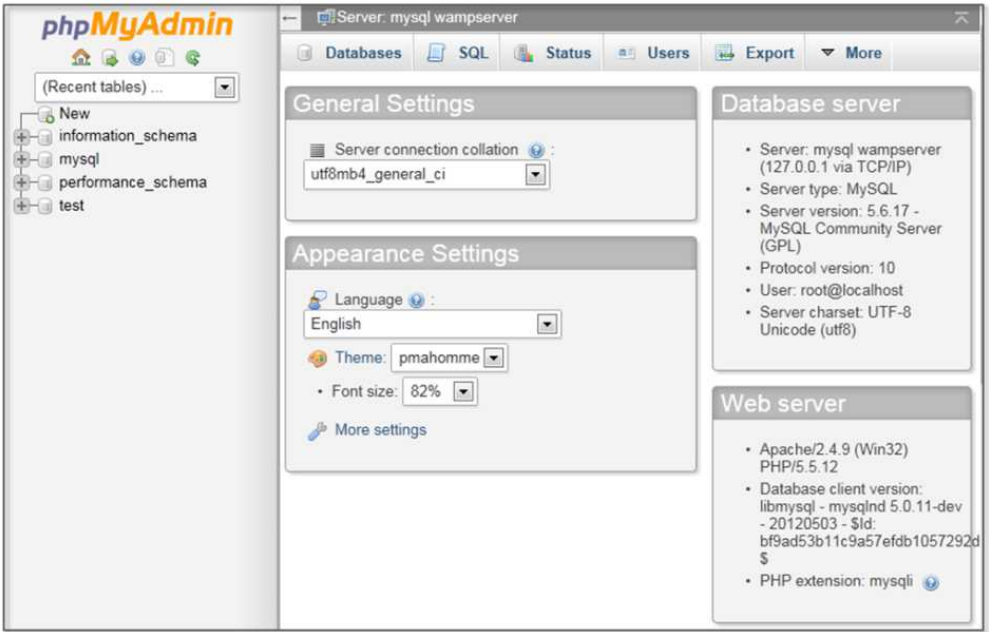 phpMyAdmin
(Recent tables) ...
New
information_schema
mysql
performance_schema
test
Server: mysql wampserver
Databases SQL Status Users Export More
General Settings
Server connection collation :
utf8mb4_general_ci
Appearance Settings
Language :
English
Theme: pmahomme
• Font size: 82%
More settings
Database server
• Server: mysql wampserver
(127.0.0.1 via TCP/IP)
• Server type: MySQL
• Server version: 5.6.17 -
MySQL Community Server
(GPL)
• Protocol version: 10
• User: root@localhost
• Server charset: UTF-8
Unicode (utf8)
Web server
• Apache/2.4.9 (Win32)
PHP/5.5.12
• Database client version:
libmysql - mysqlnd 5.0.11-dev
- 20120503 - $Id:
bf9ad53b11c9a57efdb1057292d
$
• PHP extension: mysqli